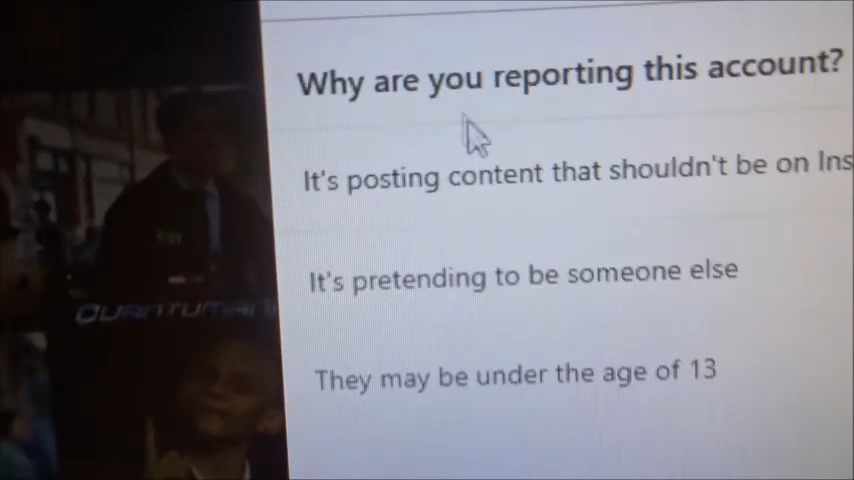 Why are you reporting this account?
It's posting content that shouldn't be on Ins
It's pretending to be someone else
They may be under the age of 13